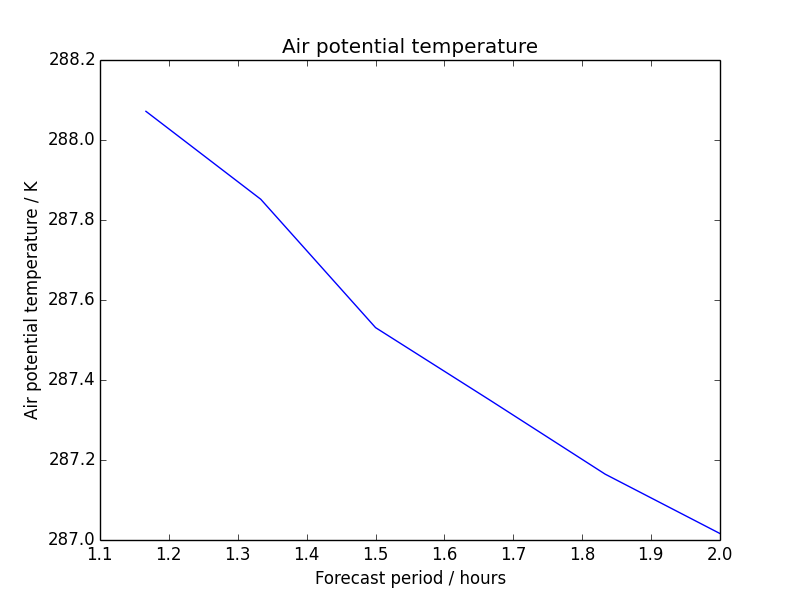 Air potential temperature
288.2
288.0
287.8
287.6
287.4
287.2
287.0
Air potential temperature / K
1.1 1.2 1.3 1.4 1.5 1.6 1.7 1.8 1.9 2.0
Forecast period / hours